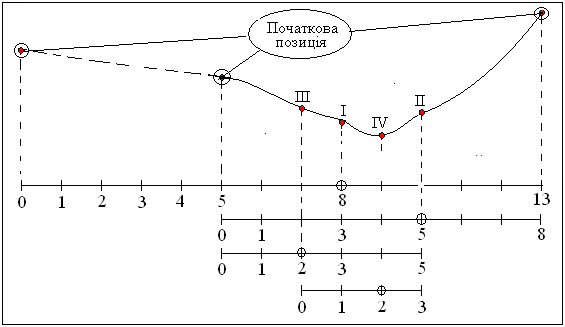 Початкова
позиція
III
I
IV
II
0 1 2 3 4 5 8 13
0 1 3 5 8
0 1 2 3 5
0 1 2 3